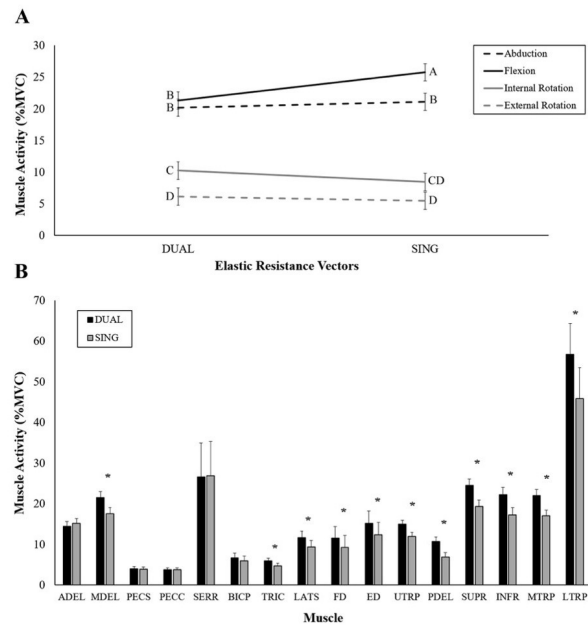 A
30
25
20
15
10
5
0
Muscle Activity (%MVC)
Abduction
Flexion
Internal Rotation
External Rotation
B
B
A
B
C
CD
D
D
DUAL SING
Elastic Resistance Vectors
B
70
60
50
40
30
20
10
0
Muscle Activity (%MVC)
DUAL
SING
* * * * * * * * * * *
ADEL MDEL PECS PECC SERR BICP TRIC LATS FD ED UTRP PDEL SUPR INFR MTRP LTRP
Muscle